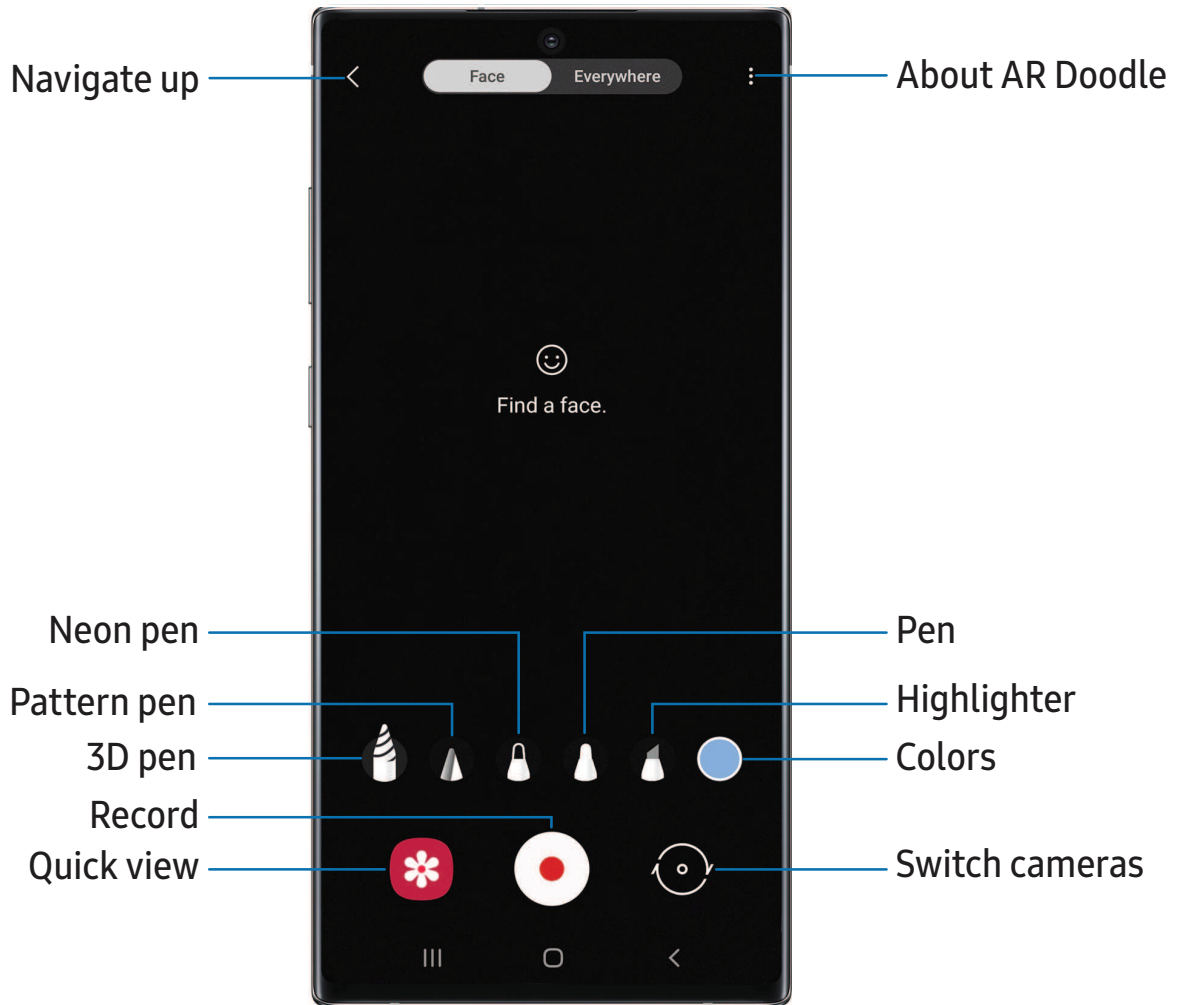 Navigate up
Face
Everywhere
About AR Doodle
Find a face.
Neon pen
Pen
Pattern pen
Highlighter
3D pen
Colors
Record
Quick view
Switch cameras